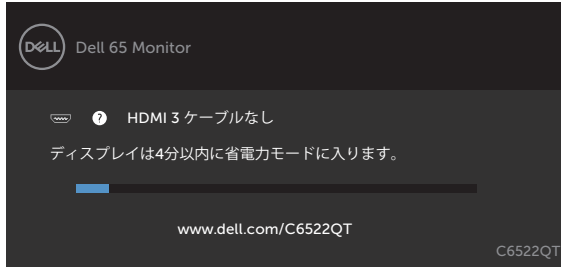 DELL
Dell 65 Monitor
? HDMI 3 ケーブルなし
ディスプレイは4分以内に省電力モードに入ります。
www.dell.com/C6522QT
C6522QT